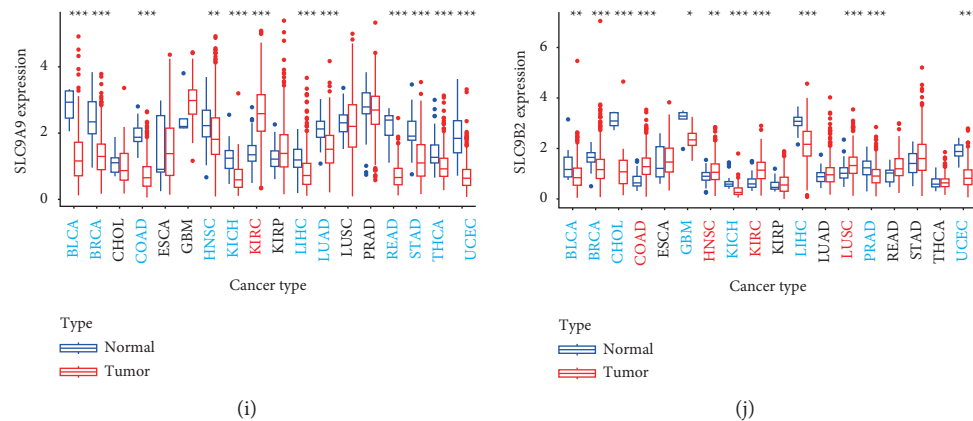 *** *** *** ** *** *** *** *** *** *** *** ***
4
2
0
SLC9A9 expression
BLCA
BRCA
CHOL
COAD
ESCA
GBM
HNSC
KICH
KIRC
KIRP
LIHC
LUAD
LUSC
PRAD
READ
STAD
THCA
UCEC
Cancer type
Type
Normal
Tumor
(i)
** *** *** *** * ** *** *** *** *** ***
6
4
2
0
SLC9B2 expression
BLCA
BRCA
CHOL
COAD
ESCA
GBM
HNSC
KICH
KIRC
KIRP
LIHC
LUAD
LUSC
PRAD
READ
STAD
THCA
UCEC
Cancer type
Type
Normal
Tumor
(j)